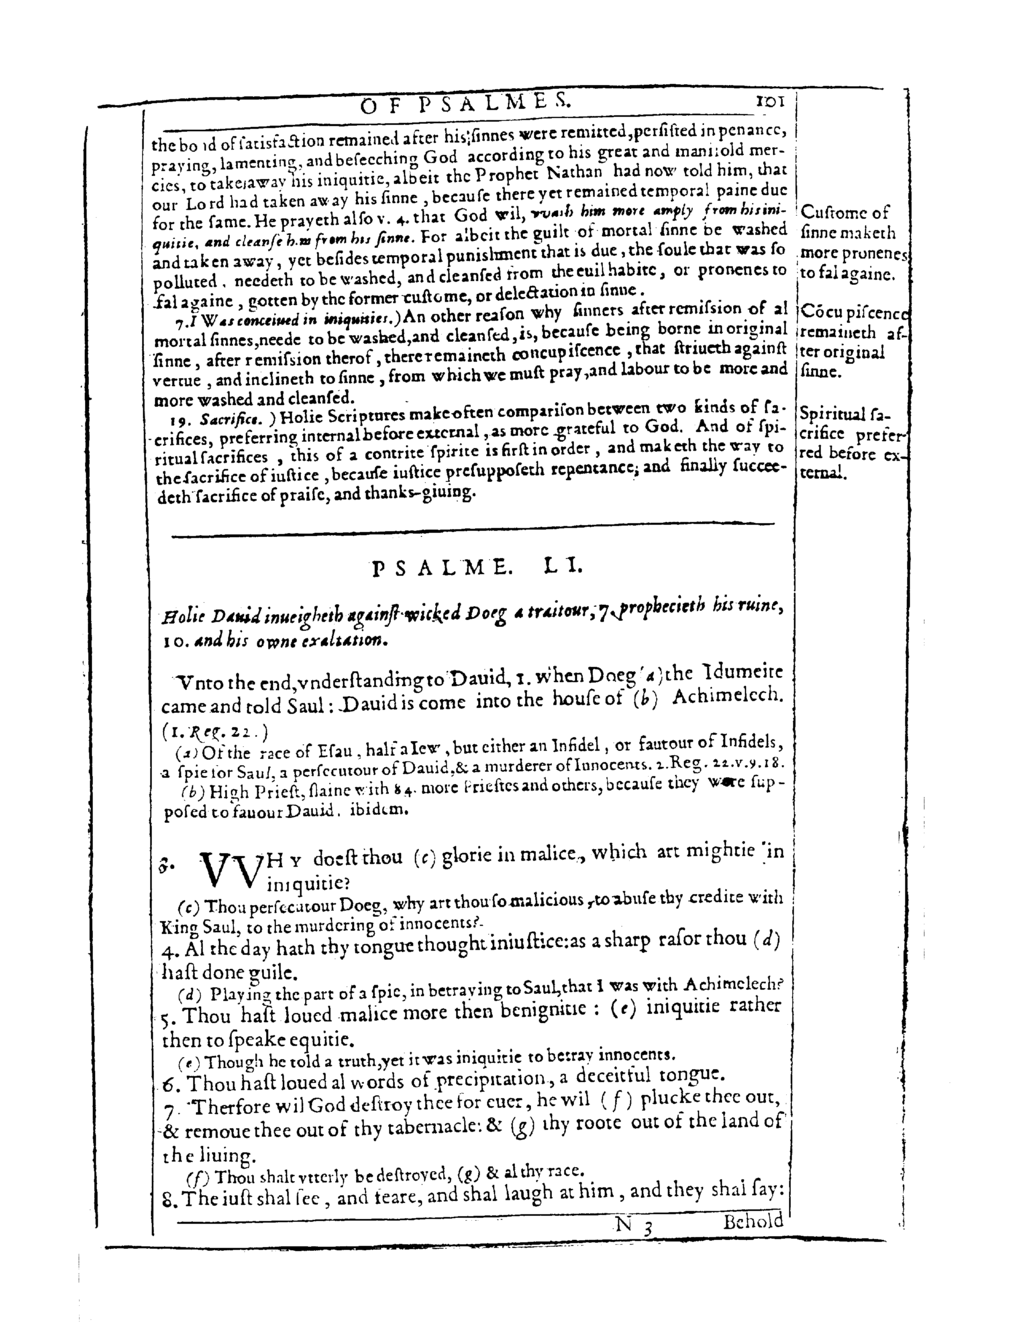 OF PSALMES. 101
the bond of satisfaction remained after his sinnes were remitted, persisted in penance,
praying, lamenting, and beseeching God according to his great and manifold mer-
cies, to take away his iniquitie, albeit the Prophet Nathan had now told him, that
our Lord had taken away his sinne, because there yet remained temporal paine due
for the same. He prayeth also v. 4. that God wil, wash him more amply from his ini-
quitie, and cleanse him from his sinne. For albeit the guilt of mortal sinne be washed
and taken away, yet besides temporal punishment that is due, the soule that was so
polluted, needeth to be washed, and cleansed from the euil habite, or pronenes to
fal againe, gotten by the former custome, or delectation in sinne.
7. I Was conceiued in iniquities.) An other reason why sinners after remission of al
mortal sinnes, neede to be washed, and cleansed, is, because being borne in original
sinne, after remission therof, there remaineth concupiscence, that striueth against
vertue, and inclineth to sinne, from which we must pray, and labour to be more and
more washed and cleansed.
19. Sacrifice.) Holie Scriptures make often comparison between two kinds of sa-
crifices, preferring internal before external, as more grateful to God. And of spi-
ritual sacrifices, this of a contrite spirite is first in order, and maketh the way to
the sacrifice of iustice, because iustice presupposeth repentance; and finally succee-
deth sacrifice of praise, and thanks-giuing.
Custome of
sinne maketh
more pronenes
to fal againe.
Cõcupiscence
remaineth af-
ter original
sinne.
Spiritual sa-
crifice prefer-
red before ex-
ternal.
PSALME. LI.
Holie Dauid inueigheth against wicked Doeg a traitour, 7. prophecieth his ruine,
10. and his owne exaltation.
Vnto the end, vnderstanding to Dauid, 1. when Doeg (a) the Idumeite
came and told Saul: Dauid is come into the house of (b) Achimelech.
(1. Reg. 22.)
(a) Of the race of Esau, half a Iew, but either an Infidel, or fautour of Infidels,
a spie for Saul, a persecutour of Dauid, & a murderer of Innocents. 1. Reg. 22. v. 9. 18.
(b) High Priest, slaine with 84. more Priestes and others, because they were sup-
posed to fauour Dauid. ibidem.
3. VVHy doest thou (c) glorie in malice, which art mightie in
iniquitie?
(c) Thou persecutour Doeg, why art thou so malicious, to abuse thy credite with
King Saul, to the murdering of innocents?
4. Al the day hath thy tongue thought iniustice: as a sharp rasor thou (d)
hast done guile.
(d) Playing the part of a spie, in betraying to Saul, that I was with Achimelech?
5. Thou hast loued malice more then benignitie: (e) iniquitie rather
then to speake equitie.
(e) Though he told a truth, yet it was iniquitie to betray innocents.
6. Thou hast loued al words of precipitation, a deceitful tongue.
7. Therfore wil God destroy thee for euer, he wil (f) plucke thee out,
& remoue thee out of thy tabernacle: & (g) thy roote out of the land of
the liuing.
(f) Thou shalt vtterly be destroyed, (g) & al thy race.
8. The iust shal see, and feare, and shal laugh at him, and they shal say:
N 3 Behold